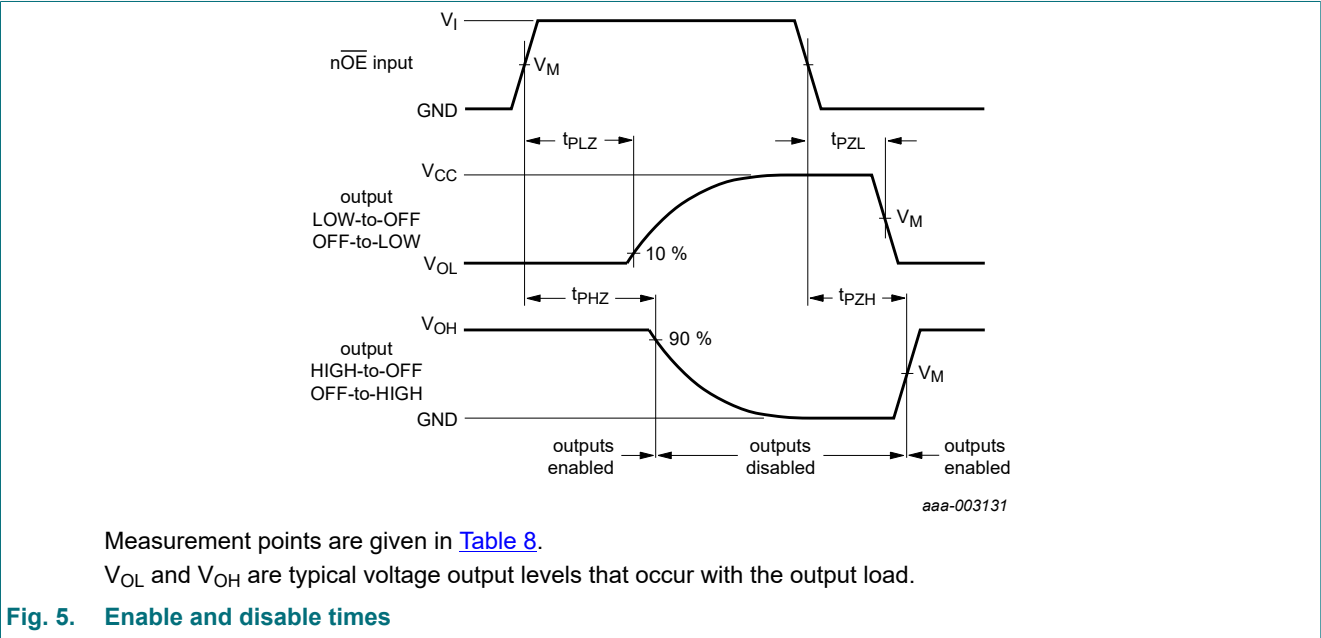 V_I
nOE input
V_M
GND
t_PLZ
t_PZL
V_CC
output
LOW-to-OFF
OFF-to-LOW
V_M
10 %
V_OL
t_PHZ
t_PZH
V_OH
90 %
output
HIGH-to-OFF
OFF-to-HIGH
V_M
GND
outputs
enabled
outputs
disabled
outputs
enabled
aaa-003131
Measurement points are given in Table 8.
V_OL and V_OH are typical voltage output levels that occur with the output load.
Fig. 5. Enable and disable times